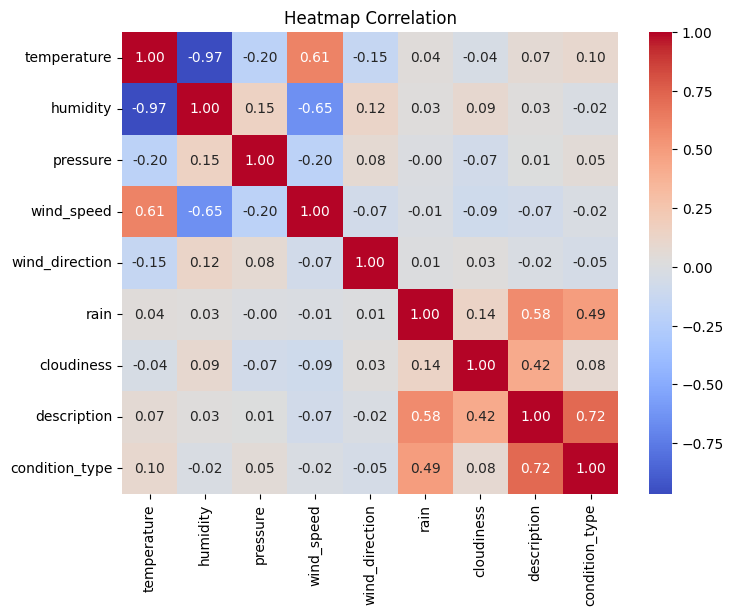 Heatmap Correlation
temperature 1.00 -0.97 -0.20 0.61 -0.15 0.04 -0.04 0.07 0.10
humidity -0.97 1.00 0.15 -0.65 0.12 0.03 0.09 0.03 -0.02
pressure -0.20 0.15 1.00 -0.20 0.08 -0.00 -0.07 0.01 0.05
wind_speed 0.61 -0.65 -0.20 1.00 -0.07 -0.01 -0.09 -0.07 -0.02
wind_direction -0.15 0.12 0.08 -0.07 1.00 0.01 0.03 -0.02 -0.05
rain 0.04 0.03 -0.00 -0.01 0.01 1.00 0.14 0.58 0.49
cloudiness -0.04 0.09 -0.07 -0.09 0.03 0.14 1.00 0.42 0.08
description 0.07 0.03 0.01 -0.07 -0.02 0.58 0.42 1.00 0.72
condition_type 0.10 -0.02 0.05 -0.02 -0.05 0.49 0.08 0.72 1.00
temperature
humidity
pressure
wind_speed
wind_direction
rain
cloudiness
description
condition_type
1.00
0.75
0.50
0.25
0.00
-0.25
-0.50
-0.75